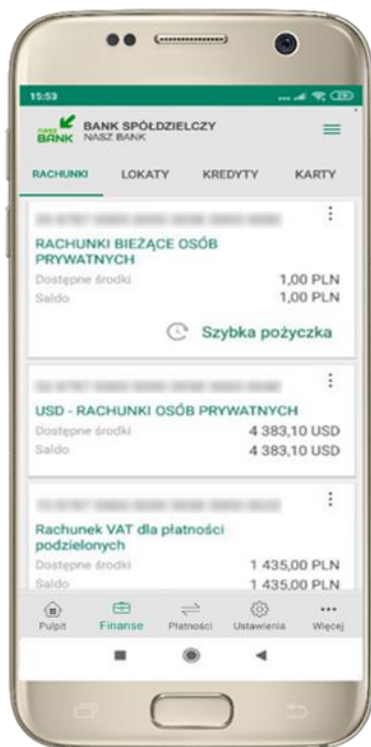 15:53
NASZ BANK
BANK SPÓŁDZIELCZY
NASZ BANK
RACHUNKI LOKATY KREDYTY KARTY
RACHUNKI BIEŻĄCE OSÓB
PRYWATNYCH
Dostępne środki 1,00 PLN
Saldo 1,00 PLN
Szybka pożyczka
USD - RACHUNKI OSÓB PRYWATNYCH
Dostępne środki 4 383,10 USD
Saldo 4 383,10 USD
Rachunek VAT dla płatności
podzielonych
Dostępne środki 1 435,00 PLN
Saldo 1 435,00 PLN
Pulpit Finanse Płatności Ustawienia Więcej